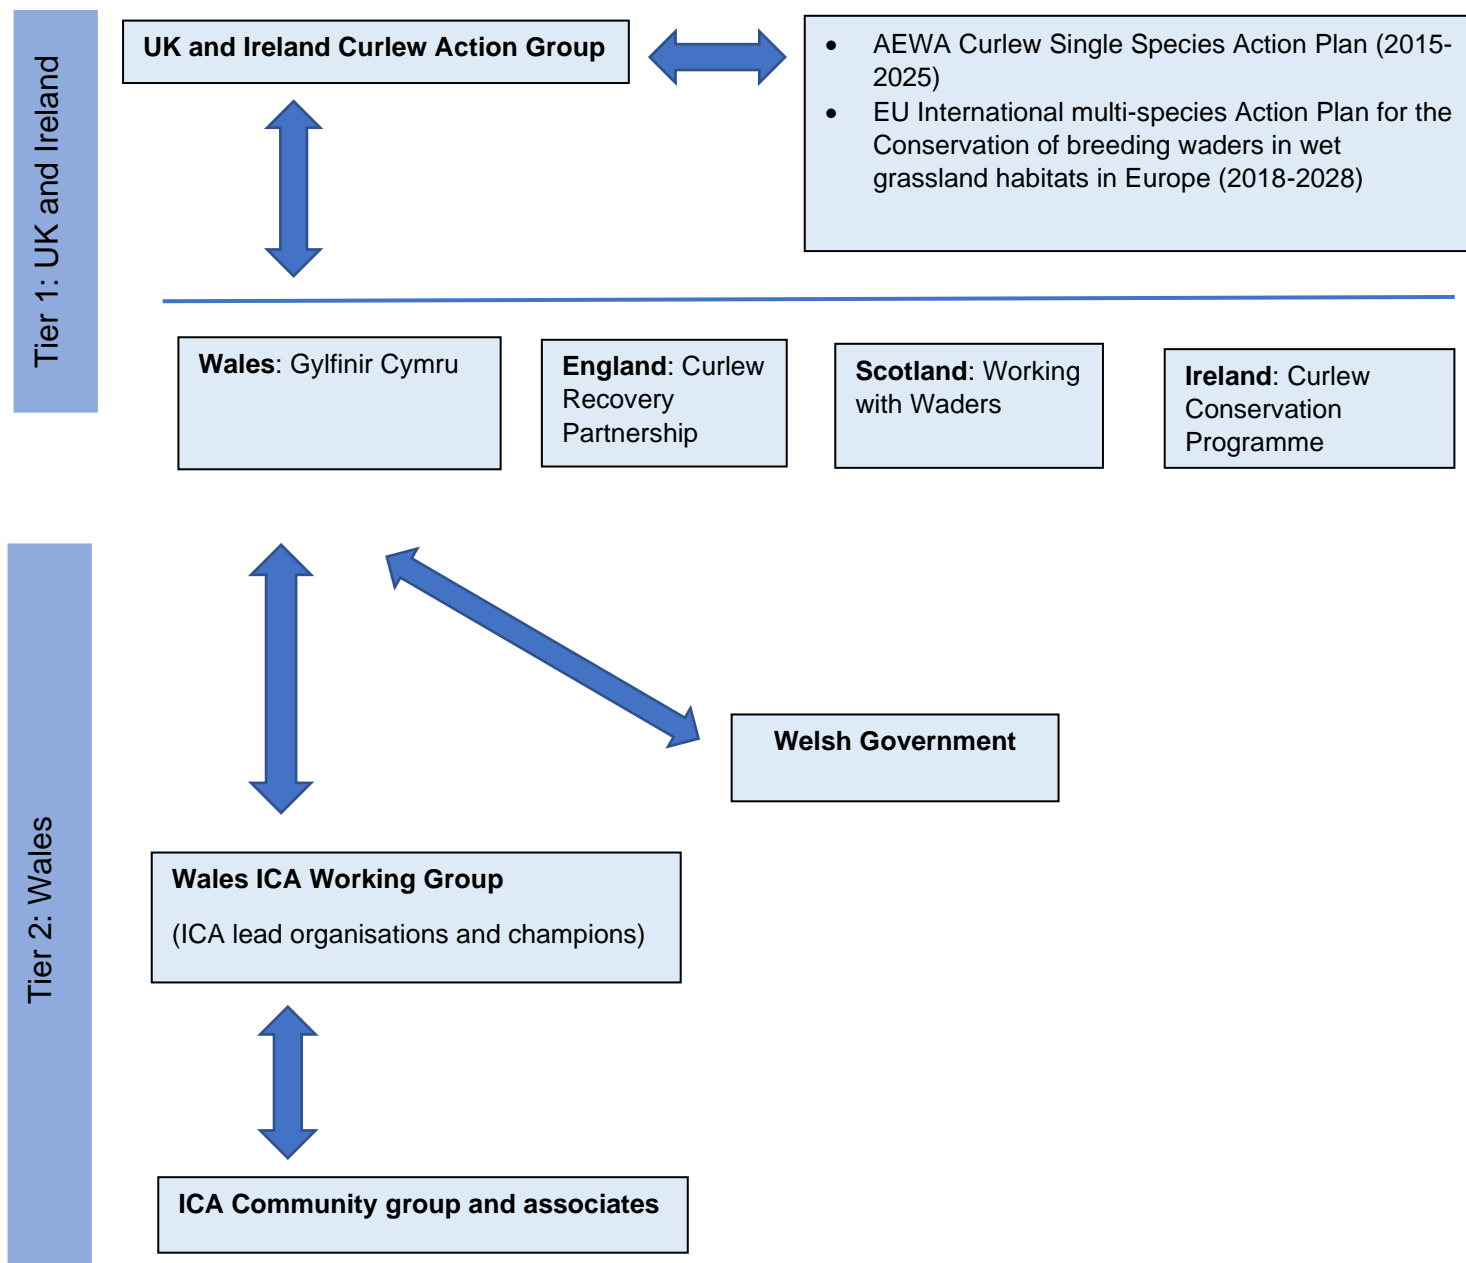 Tier 1: UK and Ireland
UK and Ireland Curlew Action Group
• AEWA Curlew Single Species Action Plan (2015-
2025)
• EU International multi-species Action Plan for the
Conservation of breeding waders in wet
grassland habitats in Europe (2018-2028)
Wales: Gylfinir Cymru
England: Curlew
Recovery
Partnership
Scotland: Working
with Waders
Ireland: Curlew
Conservation
Programme
Tier 2: Wales
Welsh Government
Wales ICA Working Group
(ICA lead organisations and champions)
ICA Community group and associates